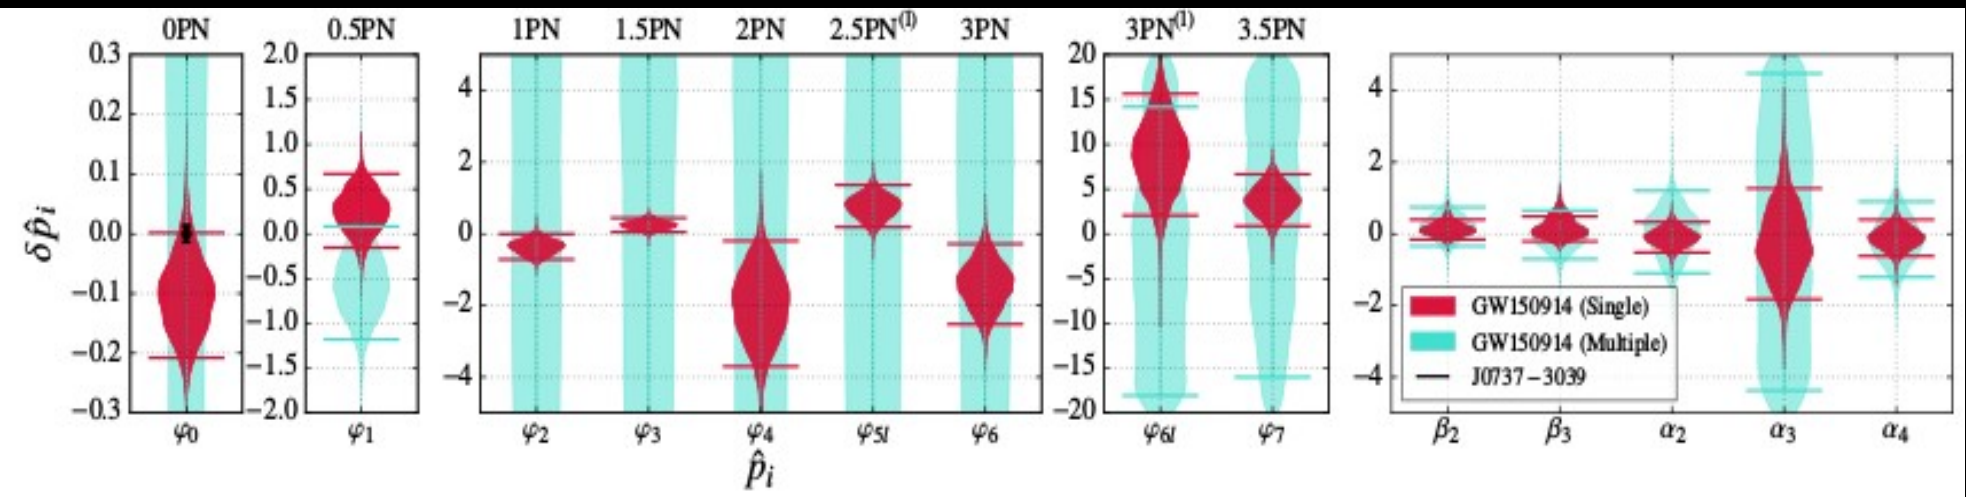 0PN 0.5PN 1PN 1.5PN 2PN 2.5PN⁽ˡ⁾ 3PN 3PN⁽ˡ⁾ 3.5PN
0.3 2.0 20
4 4
0.2 1.5 15
1.0 10
2 2
0.1 0.5 5
δp̂ᵢ 0.0 0.0 0 0 0
−0.1 −0.5 −5
−2 −2
−1.0 −10
−0.2 −1.5 −15
−4 −4
−0.3 −2.0 −20
GW150914 (Single)
GW150914 (Multiple)
J0737−3039
φ₀ φ₁ φ₂ φ₃ φ₄ φ₅ₗ φ₆ φ₆ₗ φ₇ β₂ β₃ α₂ α₃ α₄
p̂ᵢ